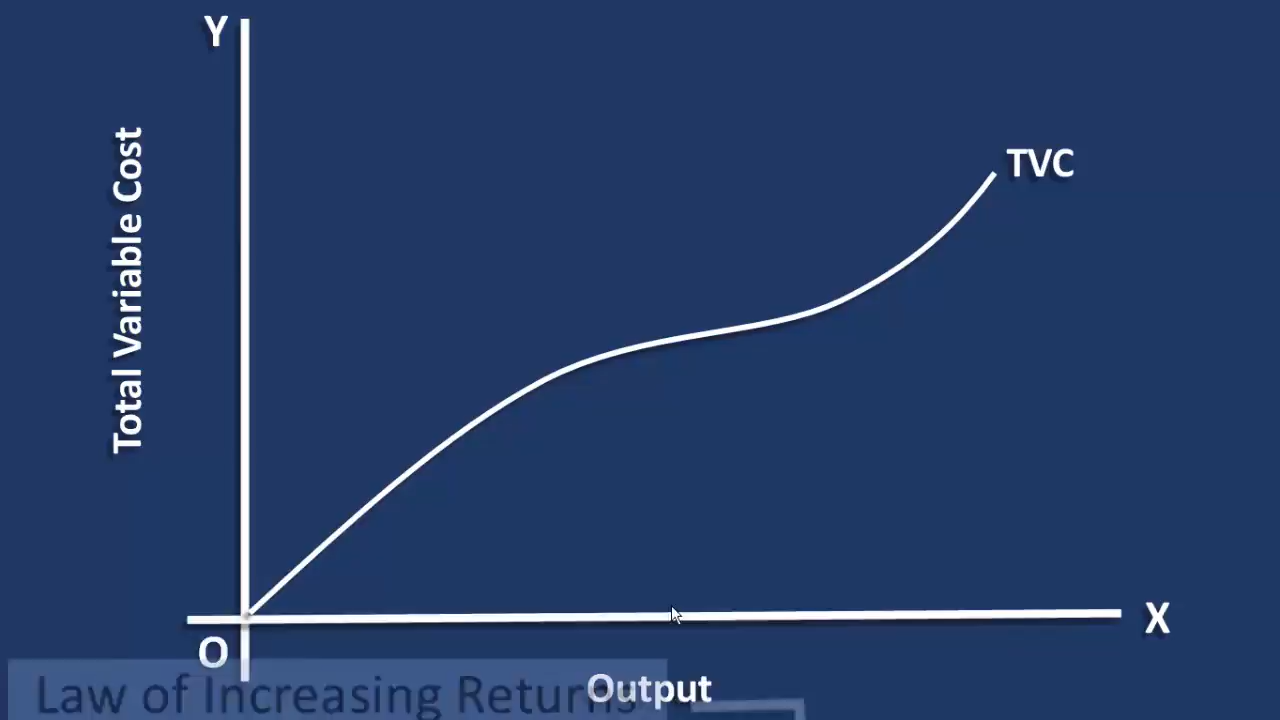 Y
Total Variable Cost
TVC
X
O
Law of Increasing Returns
Output